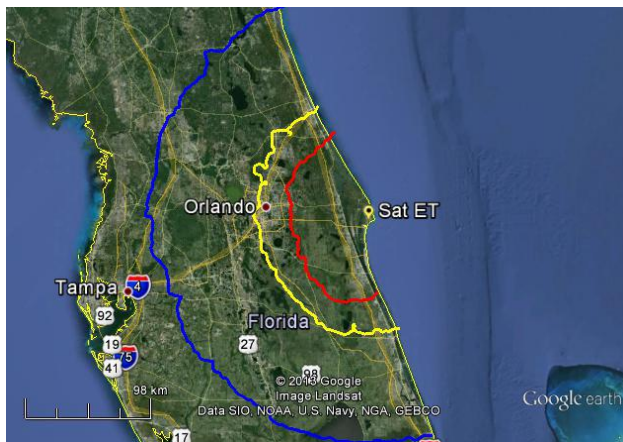 Orlando
Sat ET
Tampa
4
92
Florida
19
27
75
41
98
98 km
© 2013 Google
Image Landsat
Data SIO, NOAA, U.S. Navy, NGA, GEBCO
Google earth
17